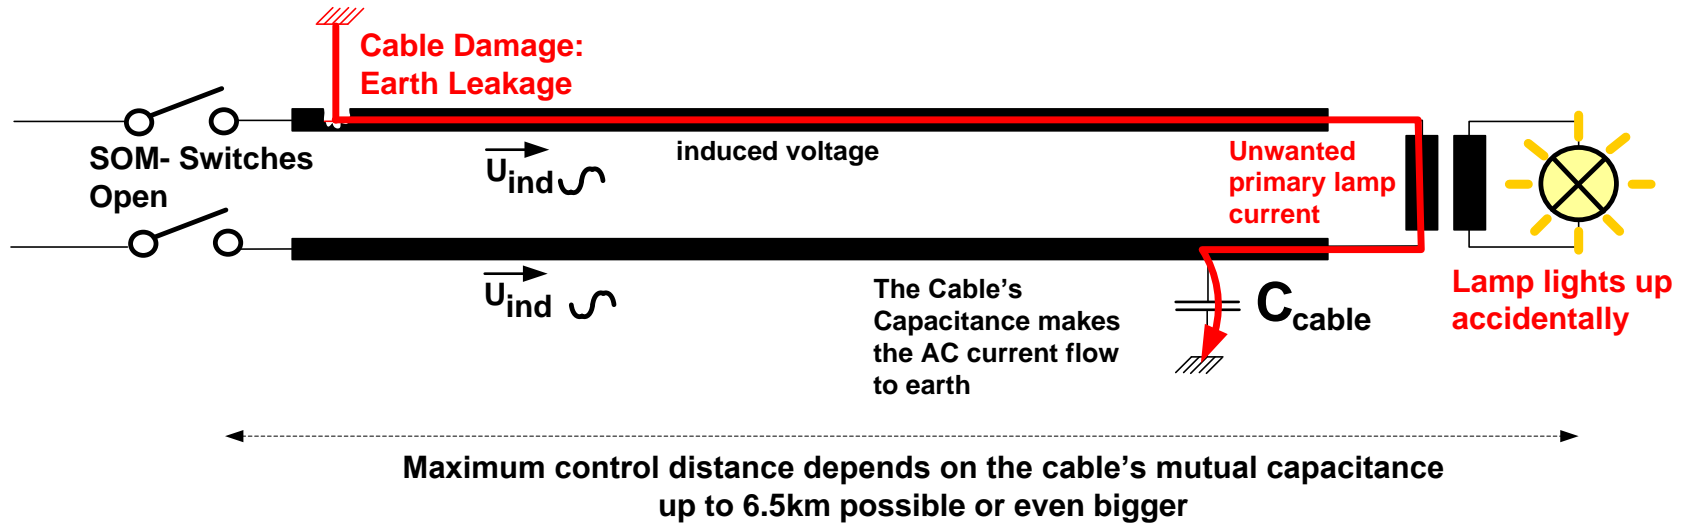 Cable Damage:
Earth Leakage
SOM- Switches
Open
Uind
induced voltage
Unwanted
primary lamp
current
Uind
The Cable's
Capacitance makes
the AC current flow
to earth
Ccable
Lamp lights up
accidentally
Maximum control distance depends on the cable's mutual capacitance
up to 6.5km possible or even bigger